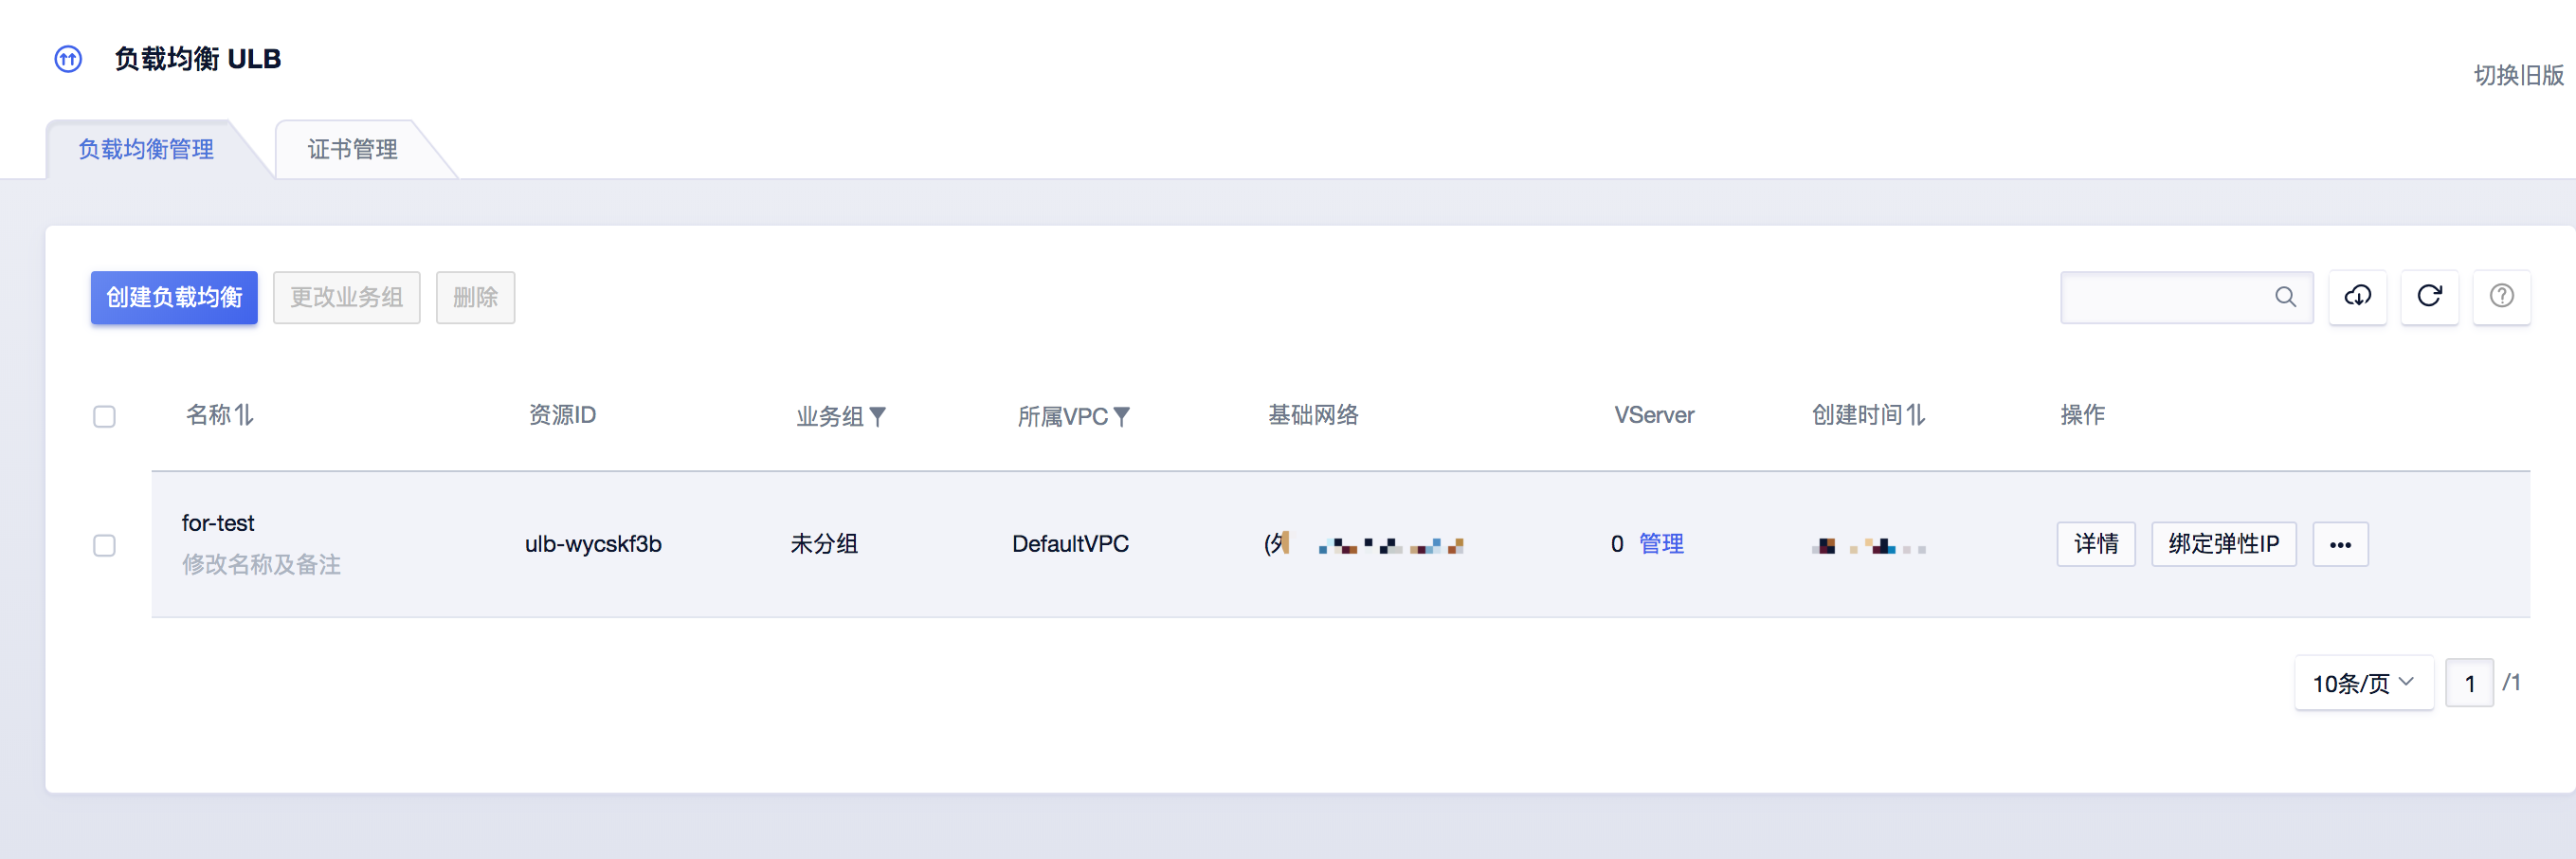 负载均衡 ULB
切换旧版
负载均衡管理 证书管理
创建负载均衡 更改业务组 删除
名称 资源ID 业务组 所属VPC 基础网络 VServer 创建时间 操作
for-test
修改名称及备注
ulb-wycskf3b 未分组 DefaultVPC (外 0 管理 详情 绑定弹性IP •••
10条/页 1 /1